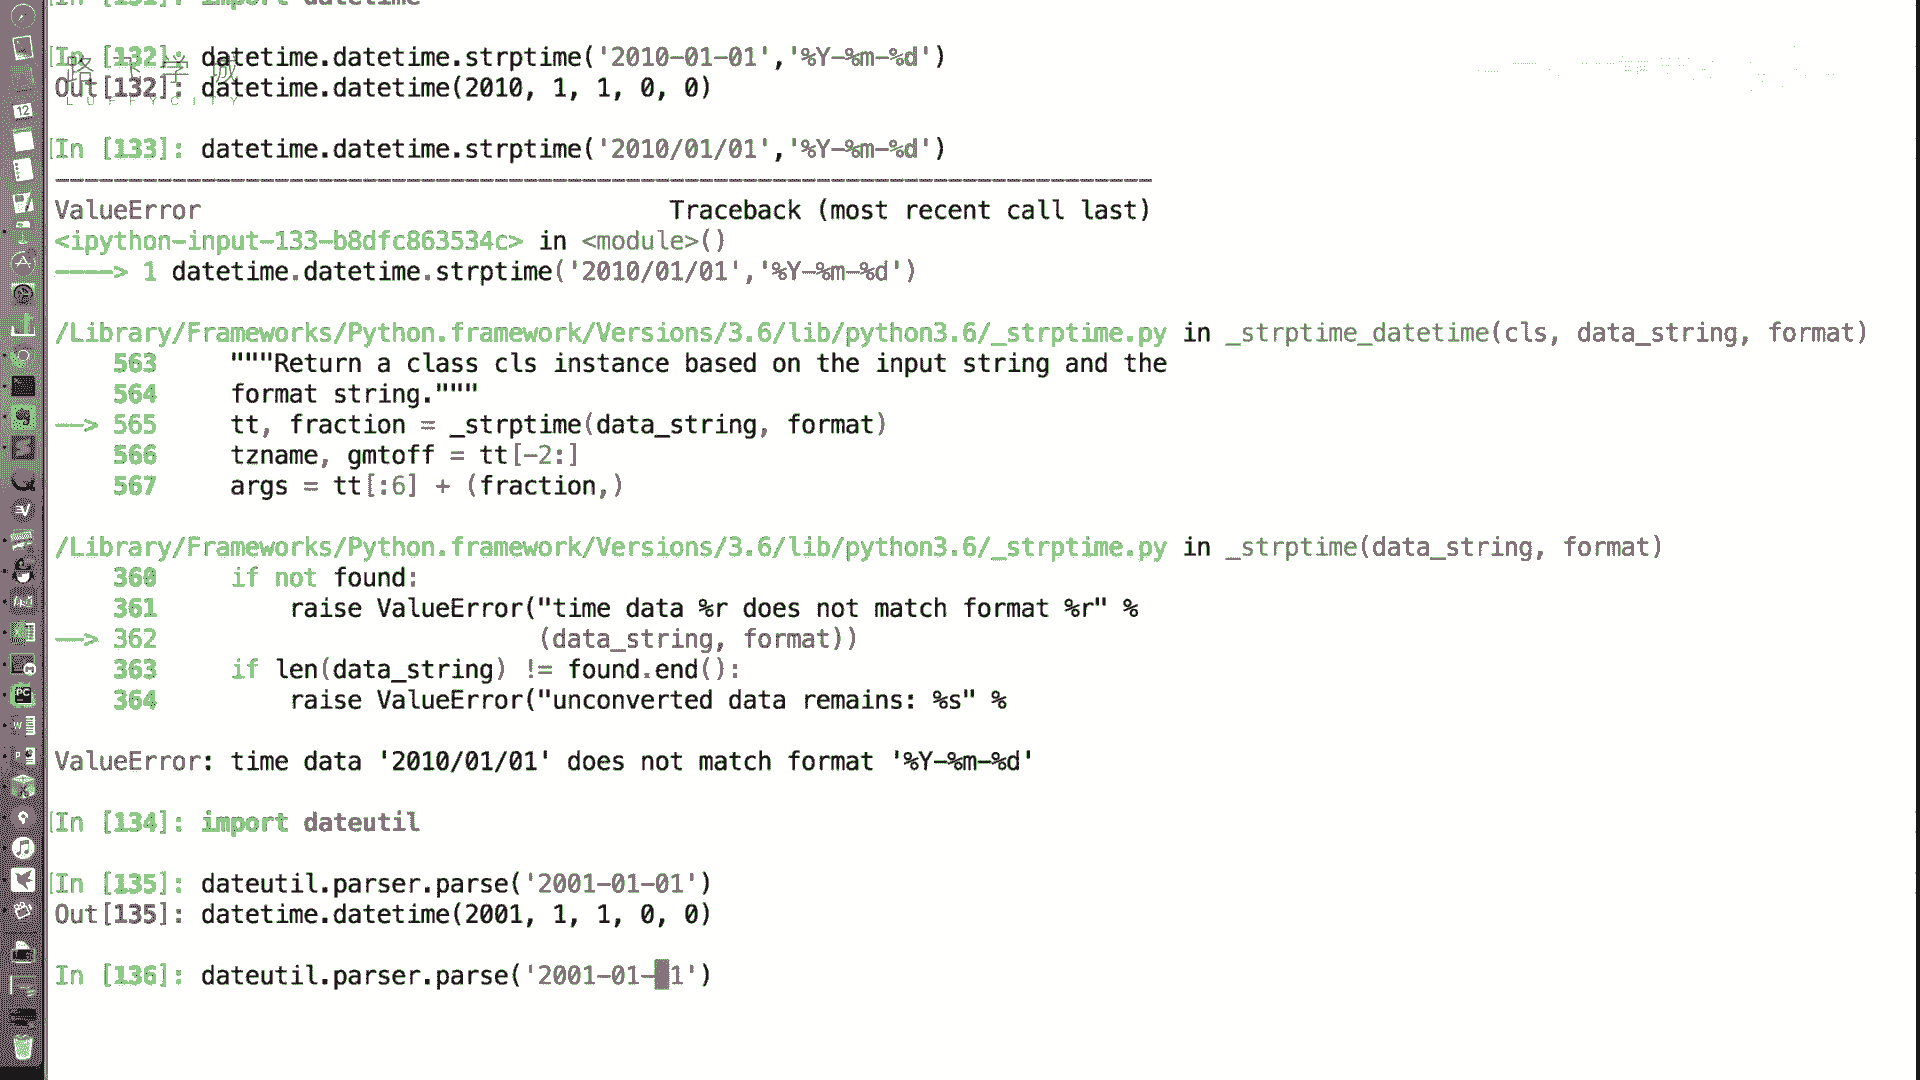 In [131]: import datetime
In [132]: datetime.datetime.strptime('2010-01-01','%Y-%m-%d')
路飞学城
Out[132]: datetime.datetime(2010, 1, 1, 0, 0)
LUFFYCITY
In [133]: datetime.datetime.strptime('2010/01/01','%Y-%m-%d')
---------------------------------------------------------------------------
ValueError                                Traceback (most recent call last)
<ipython-input-133-b8dfc863534c> in <module>()
----> 1 datetime.datetime.strptime('2010/01/01','%Y-%m-%d')
/Library/Frameworks/Python.framework/Versions/3.6/lib/python3.6/_strptime.py in _strptime_datetime(cls, data_string, format)
    563     """Return a class cls instance based on the input string and the
    564     format string."""
--> 565     tt, fraction = _strptime(data_string, format)
    566     tzname, gmtoff = tt[-2:]
    567     args = tt[:6] + (fraction,)
/Library/Frameworks/Python.framework/Versions/3.6/lib/python3.6/_strptime.py in _strptime(data_string, format)
    360     if not found:
    361         raise ValueError("time data %r does not match format %r" %
--> 362                          (data_string, format))
    363     if len(data_string) != found.end():
    364         raise ValueError("unconverted data remains: %s" %
ValueError: time data '2010/01/01' does not match format '%Y-%m-%d'
In [134]: import dateutil
In [135]: dateutil.parser.parse('2001-01-01')
Out[135]: datetime.datetime(2001, 1, 1, 0, 0)
In [136]: dateutil.parser.parse('2001-01-01')